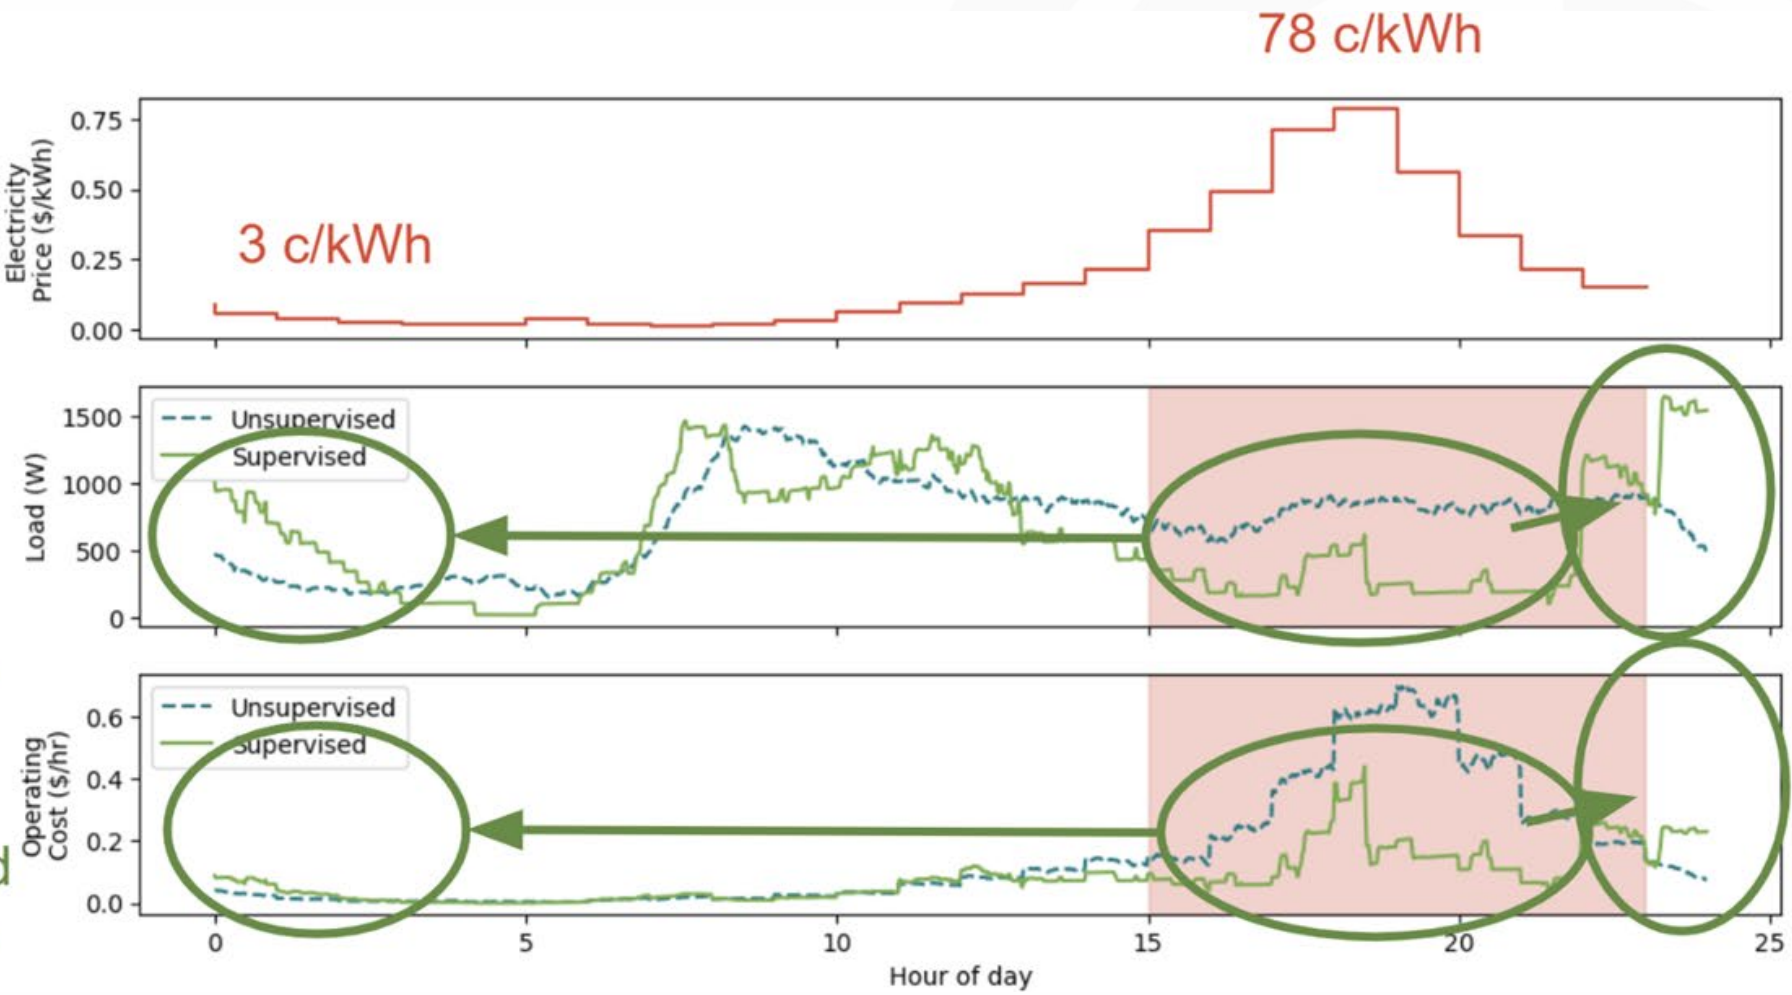 78 c/kWh
3 c/kWh
Electricity
Price ($/kWh)
0.75
0.50
0.25
0.00
Load (W)
1500
1000
500
0
Unsupervised
Supervised
Operating
Cost ($/hr)
0.6
0.4
0.2
0.0
Unsupervised
Supervised
0 5 10 15 20 25
Hour of day